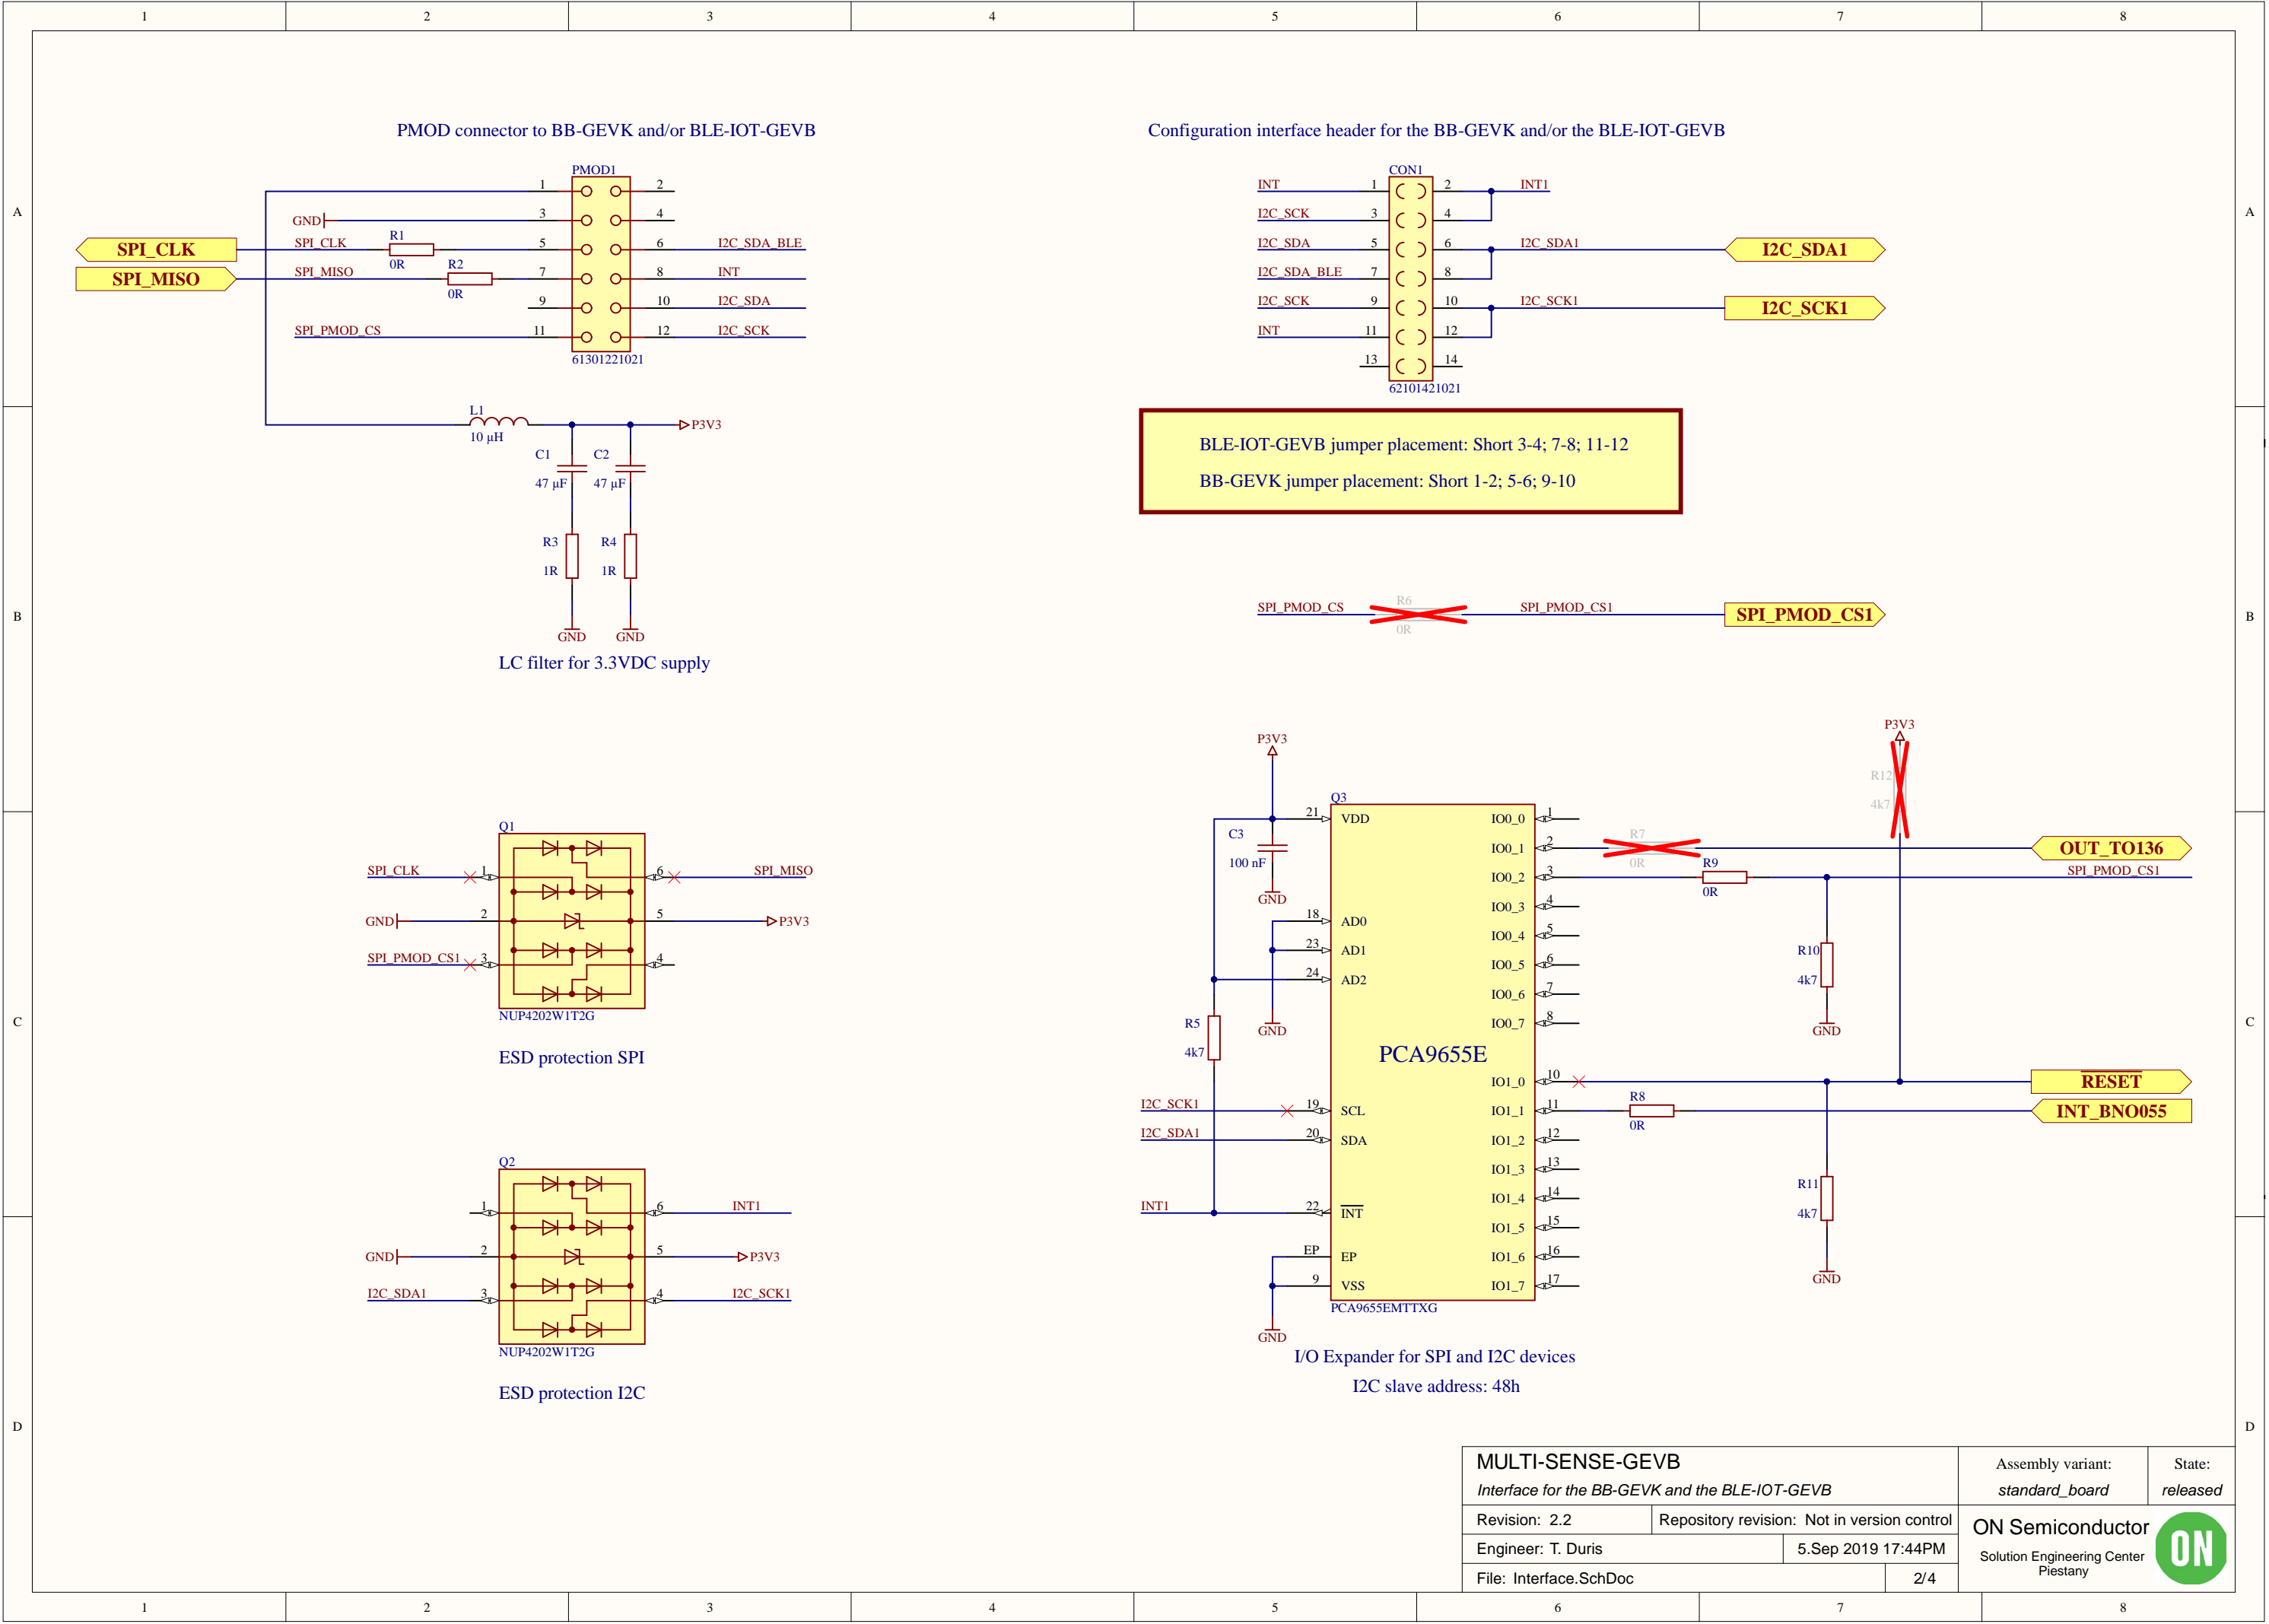 1 2 3 4 5 6 7 8
PMOD connector to BB-GEVK and/or BLE-IOT-GEVB
PMOD1
1 2
GND 3 4
SPI_CLK SPI_CLK R1 5 6 I2C_SDA_BLE
0R
SPI_MISO SPI_MISO R2 7 8 INT
0R
9 10 I2C_SDA
SPI_PMOD_CS 11 12 I2C_SCK
61301221021
L1
10 µH
P3V3
C1 C2
47 µF 47 µF
R3 R4
1R 1R
GND GND
LC filter for 3.3VDC supply
Configuration interface header for the BB-GEVK and/or the BLE-IOT-GEVB
CON1
INT 1 2 INT1
I2C_SCK 3 4
I2C_SDA 5 6 I2C_SDA1 I2C_SDA1
I2C_SDA_BLE 7 8
I2C_SCK 9 10 I2C_SCK1 I2C_SCK1
INT 11 12
13 14
62101421021
BLE-IOT-GEVB jumper placement: Short 3-4; 7-8; 11-12
BB-GEVK jumper placement: Short 1-2; 5-6; 9-10
R6
SPI_PMOD_CS SPI_PMOD_CS1 SPI_PMOD_CS1
0R
A A
B B
C C
D D
Q1
SPI_CLK 1 6 SPI_MISO
GND 2 5 P3V3
SPI_PMOD_CS1 3 4
NUP4202W1T2G
ESD protection SPI
Q2
1 6 INT1
GND 2 5 P3V3
I2C_SDA1 3 4 I2C_SCK1
NUP4202W1T2G
ESD protection I2C
P3V3
P3V3
R12
4k7
Q3
21 VDD IO0_0 1
C3
100 nF
GND
IO0_1 2 R7 OUT_TO136
0R
IO0_2 3 R9 SPI_PMOD_CS1
0R
IO0_3 4
18 AD0
IO0_4 5
23 AD1
IO0_5 6
24 AD2
IO0_6 7
IO0_7 8
R10
4k7
GND
R5
4k7
GND
PCA9655E
IO1_0 10 RESET
I2C_SCK1 19 SCL IO1_1 11 R8 INT_BNO055
0R
I2C_SDA1 20 SDA IO1_2 12
IO1_3 13
IO1_4 14
INT1 22 INT
IO1_5 15
EP EP IO1_6 16
9 VSS IO1_7 17
R11
4k7
GND
PCA9655EMTTXG
GND
I/O Expander for SPI and I2C devices
I2C slave address: 48h
MULTI-SENSE-GEVB
Interface for the BB-GEVK and the BLE-IOT-GEVB
Assembly variant:
standard_board
State:
released
Revision: 2.2
Repository revision: Not in version control
Engineer: T. Duris
5.Sep 2019 17:44PM
File: Interface.SchDoc
2/4
ON Semiconductor
Solution Engineering Center
Piestany
ON
1 2 3 4 5 6 7 8